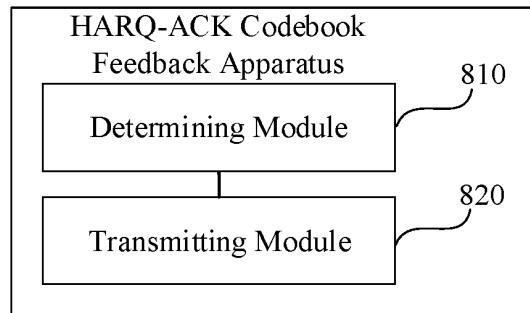 HARQ-ACK Codebook
Feedback Apparatus
810
Determining Module
820
Transmitting Module